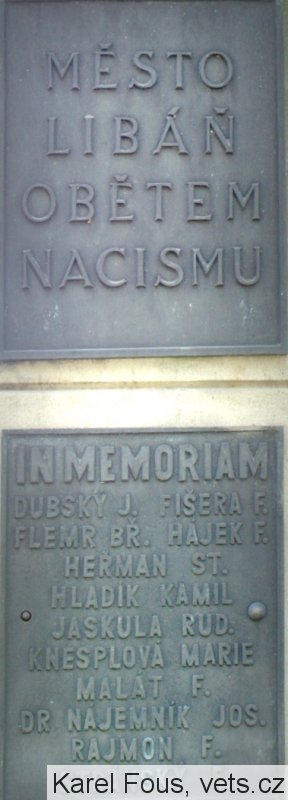 MĚSTO
LIBÁŇ
OBĚTEM
NACISMU
IN MEMORIAM
DUBSKÝ J. FIŠERA F.
FLEMR BŘ. HÁJEK F.
HEŘMAN ST.
HLADÍK KAMIL
JASKULA RUD.
KNESPLOVÁ MARIE
MALÁT F.
DR NÁJEMNÍK JOS.
RAJMON F.
Karel Fous, vets.cz